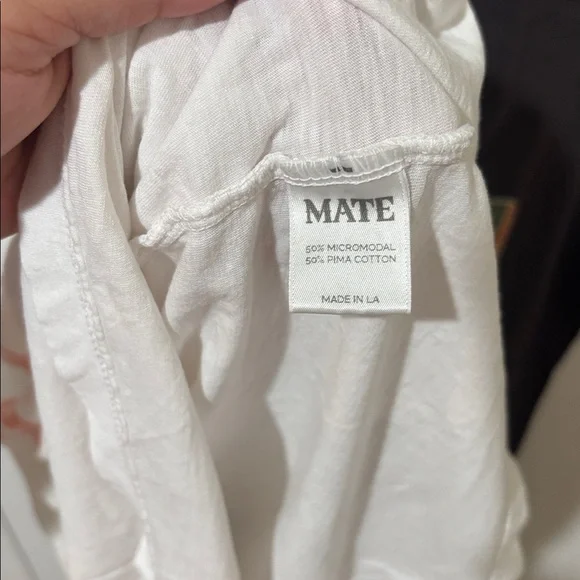 MATE
50% MICROMODAL
50% PIMA COTTON
MADE IN LA